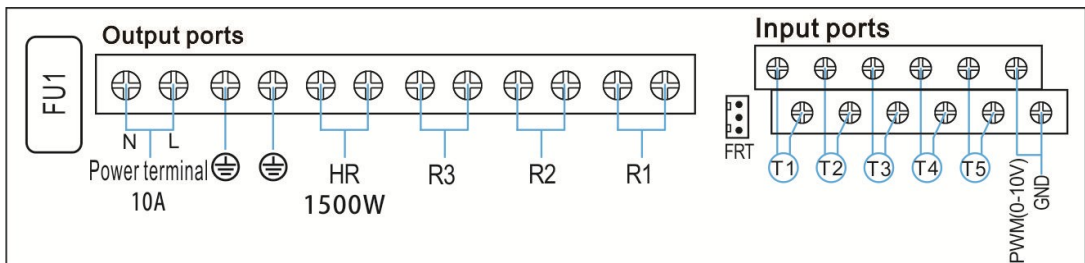 Output ports
Input ports
FU1
N L
Power terminal
10A
HR
1500W
R3
R2
R1
FRT
T1
T2
T3
T4
T5
PWM(0-10V)
GND